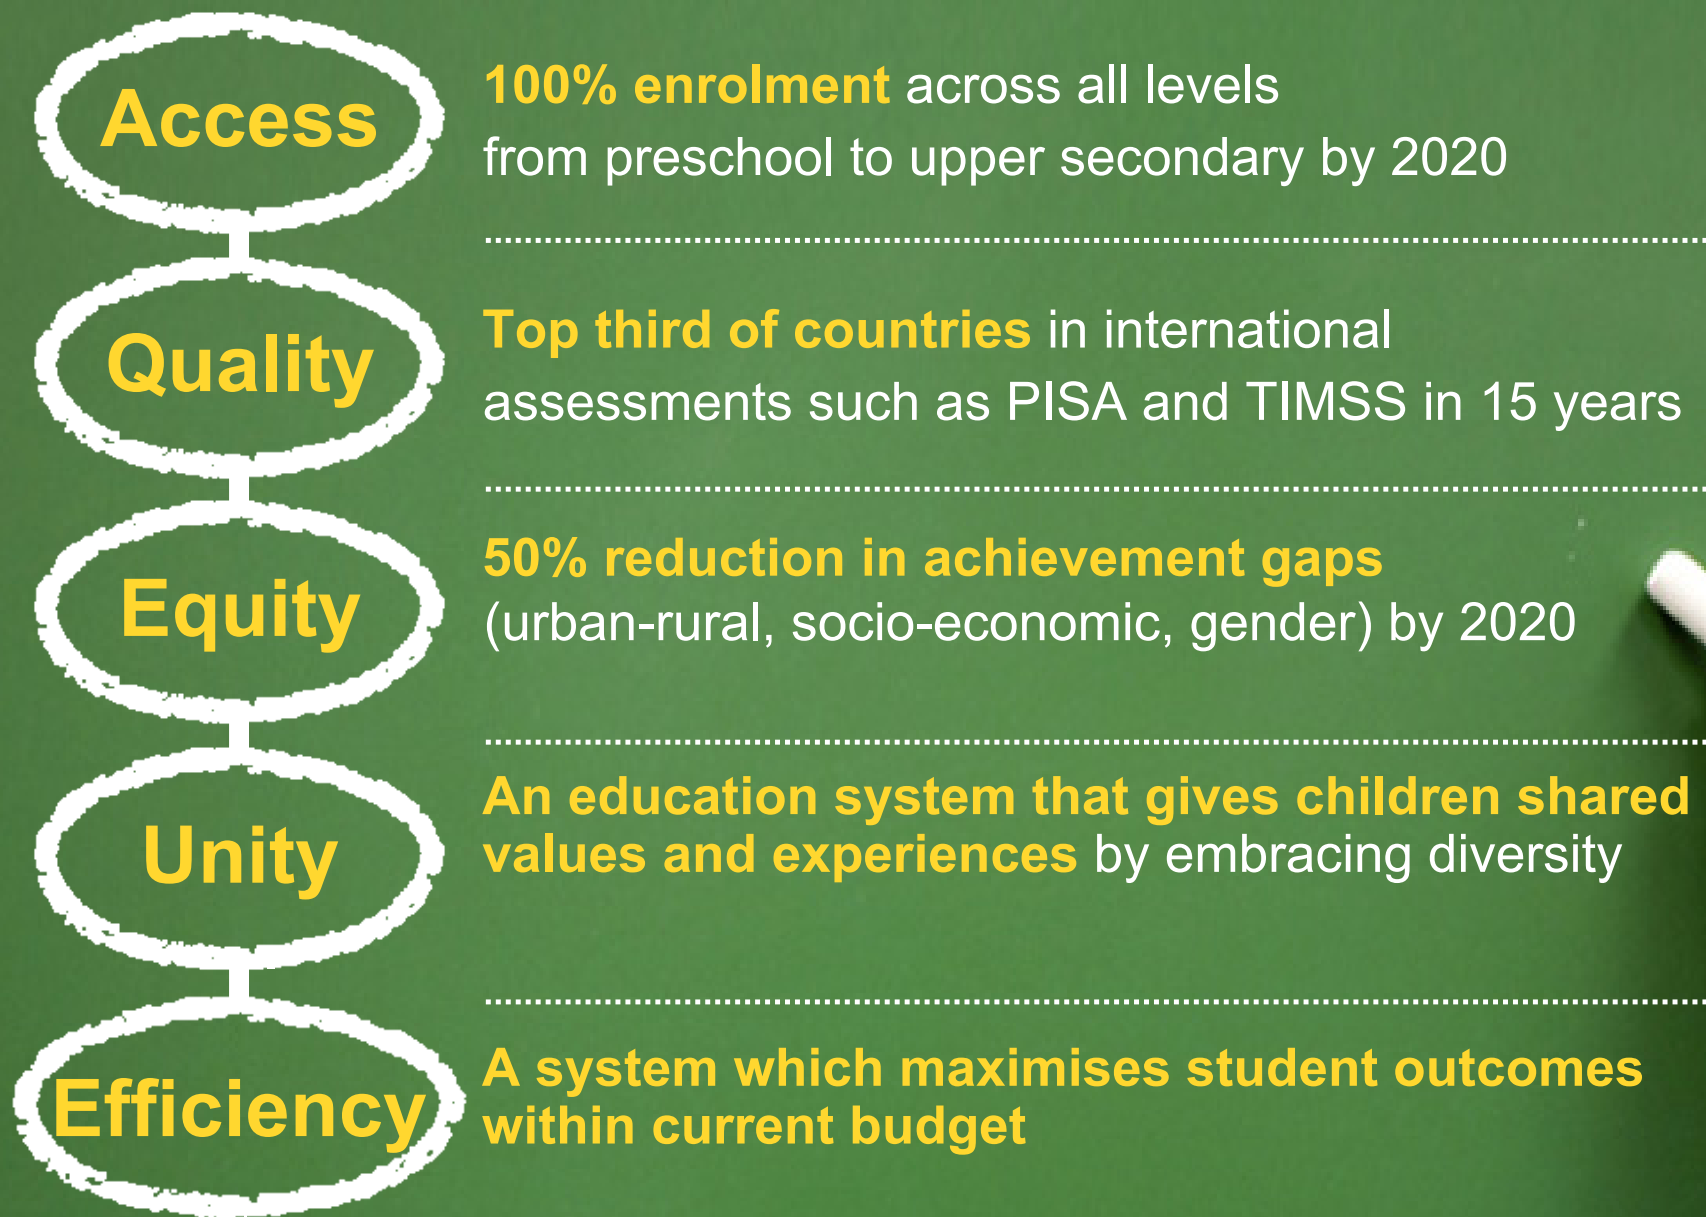 Access
100% enrolment across all levels
from preschool to upper secondary by 2020
Quality
Top third of countries in international
assessments such as PISA and TIMSS in 15 years
Equity
50% reduction in achievement gaps
(urban-rural, socio-economic, gender) by 2020
Unity
An education system that gives children shared
values and experiences by embracing diversity
Efficiency
A system which maximises student outcomes
within current budget